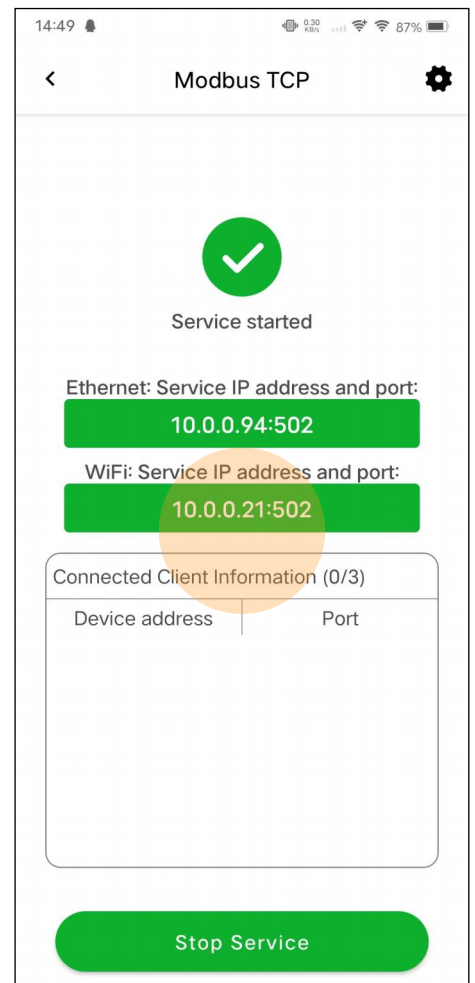 14:49 0.30 KB/s 87%
Modbus TCP
Service started
Ethernet: Service IP address and port:
10.0.0.94:502
WiFi: Service IP address and port:
10.0.0.21:502
Connected Client Information (0/3)
Device address Port
Stop Service